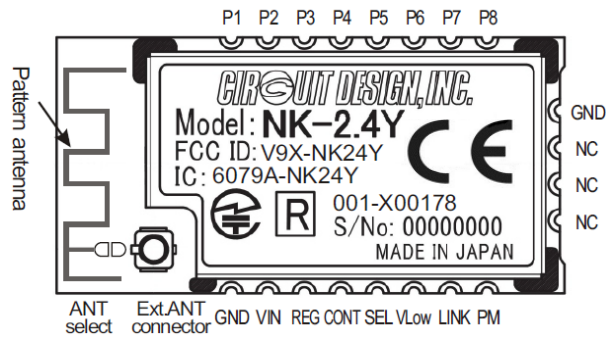 P1 P2 P3 P4 P5 P6 P7 P8
Pattern antenna
CIRCUIT DESIGN, INC.
Model: NK-2.4Y
FCC ID: V9X-NK24Y
IC: 6079A-NK24Y
CE
R
001-X00178
S/No: 00000000
MADE IN JAPAN
GND
NC
NC
NC
ANT
select
Ext.ANT
connector
GND VIN REG CONT SEL VLow LINK PM